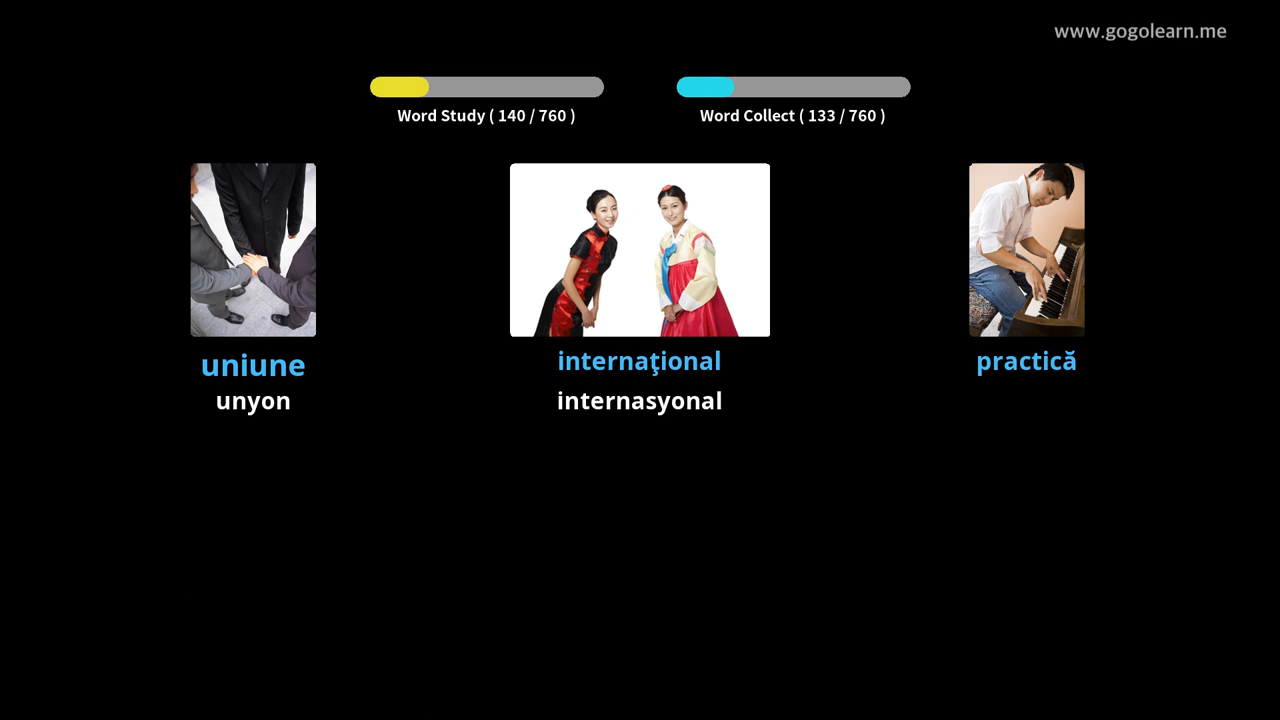 www.gogolearn.me
Word Study ( 140 / 760 )
Word Collect ( 133 / 760 )
uniune
unyon
internaţional
internasyonal
practică